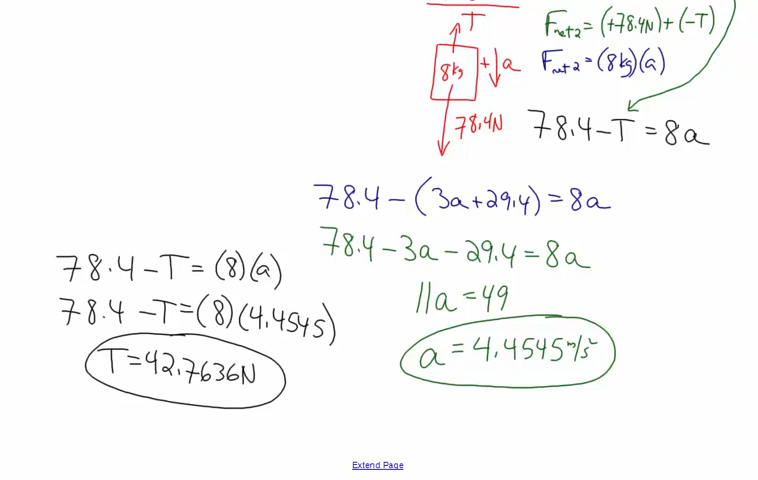 T
8kg
+ a
78.4N
Fnet2 = (+78.4N) + (-T)
Fnet2 = (8kg)(a)
78.4 - T = 8a
78.4 - (3a + 29.4) = 8a
78.4 - 3a - 29.4 = 8a
11a = 49
a = 4.4545 m/s²
78.4 - T = (8)(a)
78.4 - T = (8)(4.4545)
T = 42.7636N
Extend Page